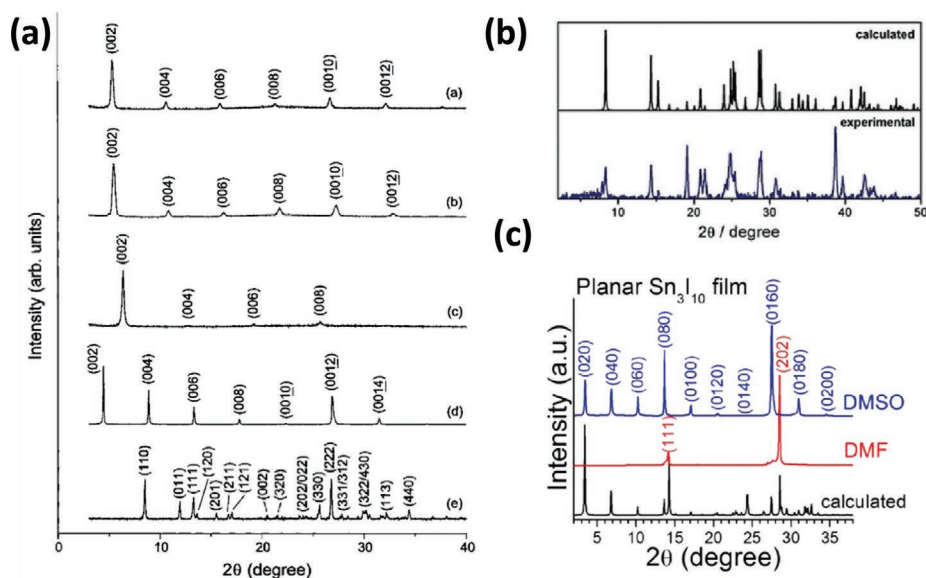 (a)
Intensity (arb. units)
(002)
(004)
(006)
(008)
(0010)
(0012)
(a)
(002)
(004)
(006)
(008)
(0010)
(0012)
(b)
(002)
(004)
(006)
(008)
(c)
(002)
(004)
(006)
(008)
(0010)
(0012)
(0014)
(d)
(110)
(011)
(111)
(120)
(201)
(211)
(121)
(002)
(320)
(202/022)
(330)
(222)
(331/312)
(322/430)
(113)
(440)
(e)
0 10 20 30 40
2θ (degree)
(b)
calculated
experimental
10 20 30 40 50
2θ / degree
(c)
Planar Sn3I10 film
Intensity (a.u.)
(020)
(040)
(060)
(080)
(0100)
(0120)
(0140)
(0160)
(0180)
(0200)
DMSO
(111)
(202)
DMF
calculated
5 10 15 20 25 30 35
2θ (degree)